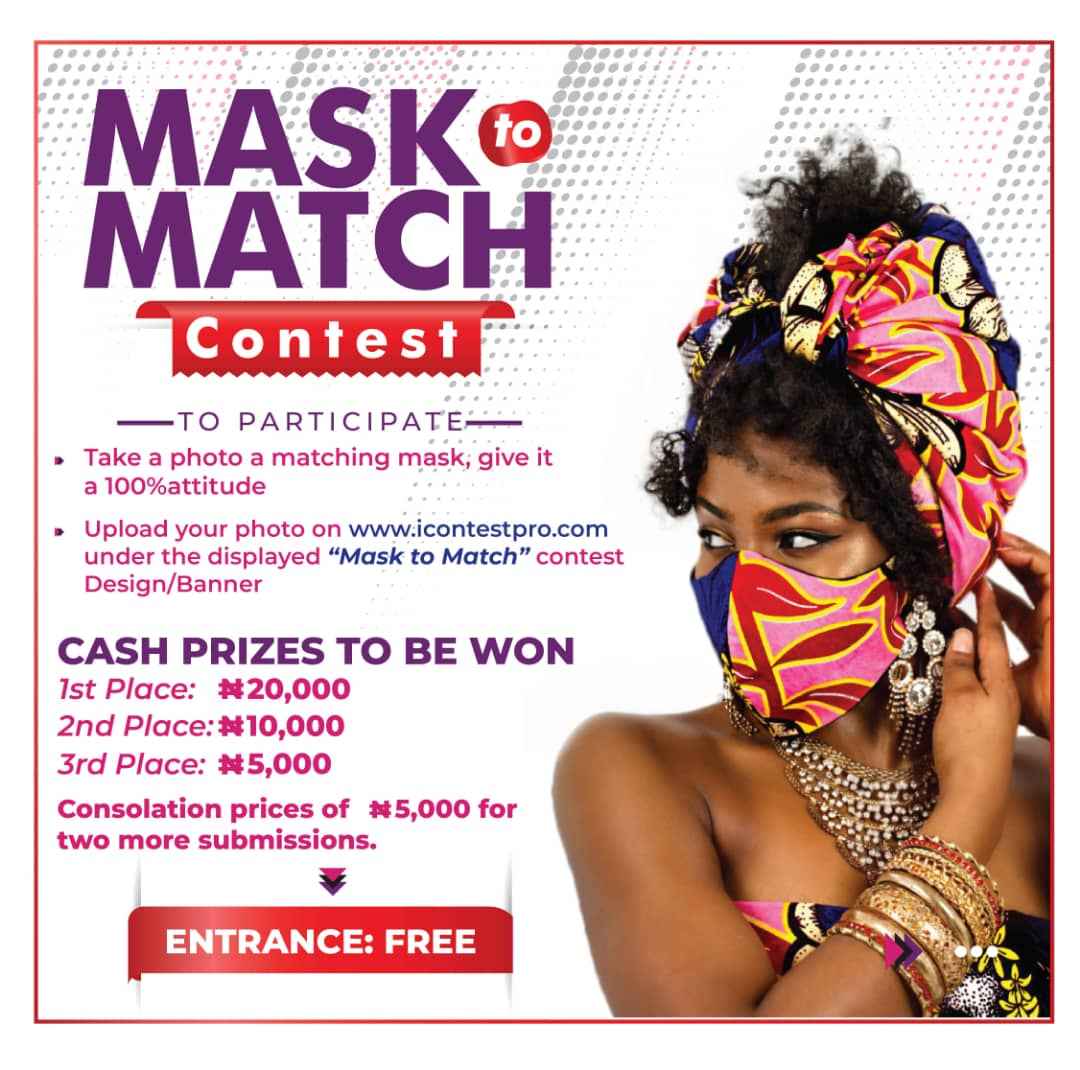 MASK to
MATCH
Contest
TO PARTICIPATE
Take a photo a matching mask, give it
a 100%attitude
Upload your photo on www.icontestpro.com
under the displayed “Mask to Match” contest
Design/Banner
CASH PRIZES TO BE WON
1st Place: ₦20,000
2nd Place: ₦10,000
3rd Place: ₦5,000
Consolation prices of ₦5,000 for
two more submissions.
ENTRANCE: FREE